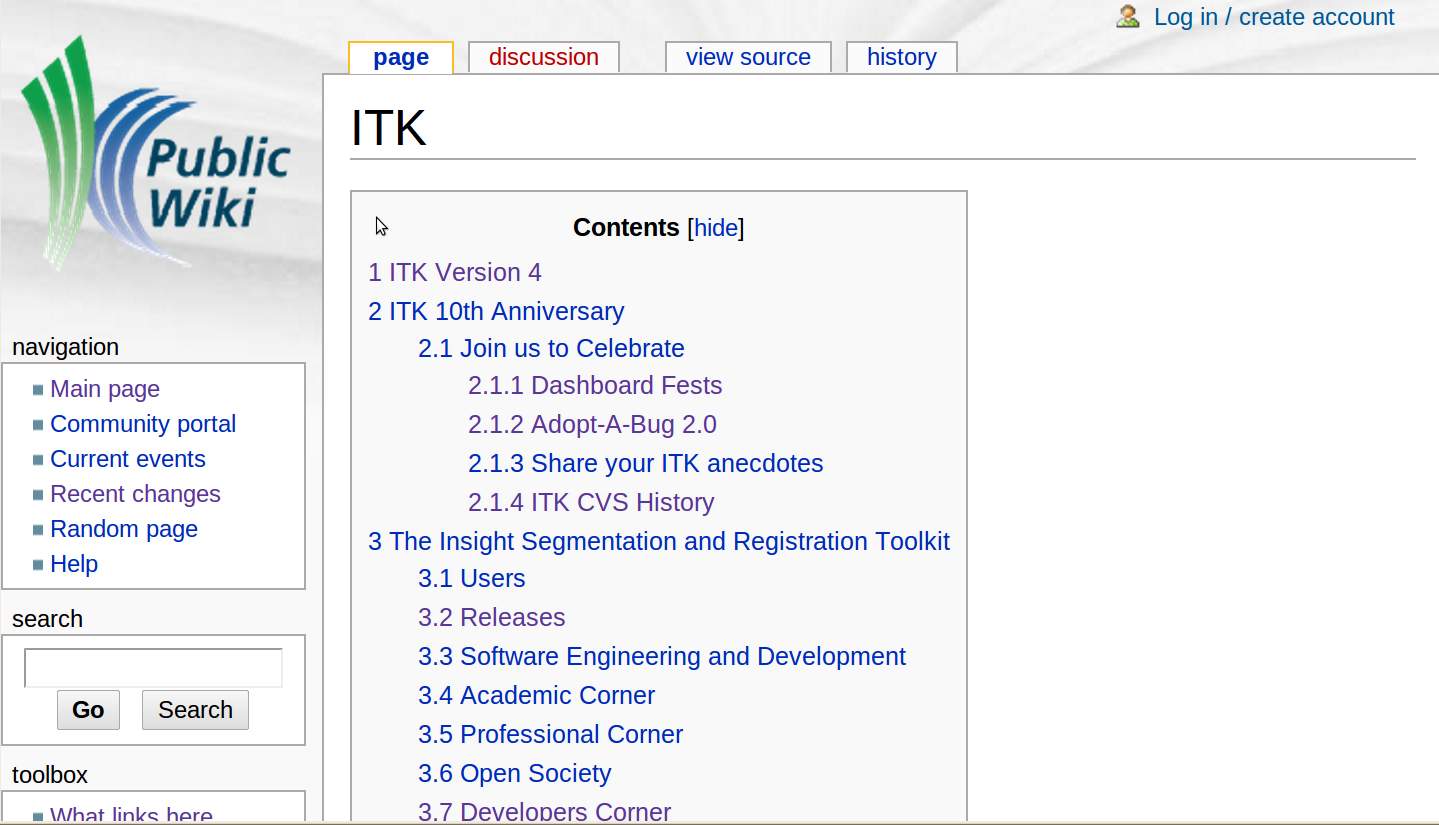 Log in / create account
page discussion view source history
Public
Wiki
ITK
Contents [hide]
1 ITK Version 4
2 ITK 10th Anniversary
2.1 Join us to Celebrate
2.1.1 Dashboard Fests
2.1.2 Adopt-A-Bug 2.0
2.1.3 Share your ITK anecdotes
2.1.4 ITK CVS History
3 The Insight Segmentation and Registration Toolkit
3.1 Users
3.2 Releases
3.3 Software Engineering and Development
3.4 Academic Corner
3.5 Professional Corner
3.6 Open Society
3.7 Developers Corner
navigation
Main page
Community portal
Current events
Recent changes
Random page
Help
search
Go Search
toolbox
What links here